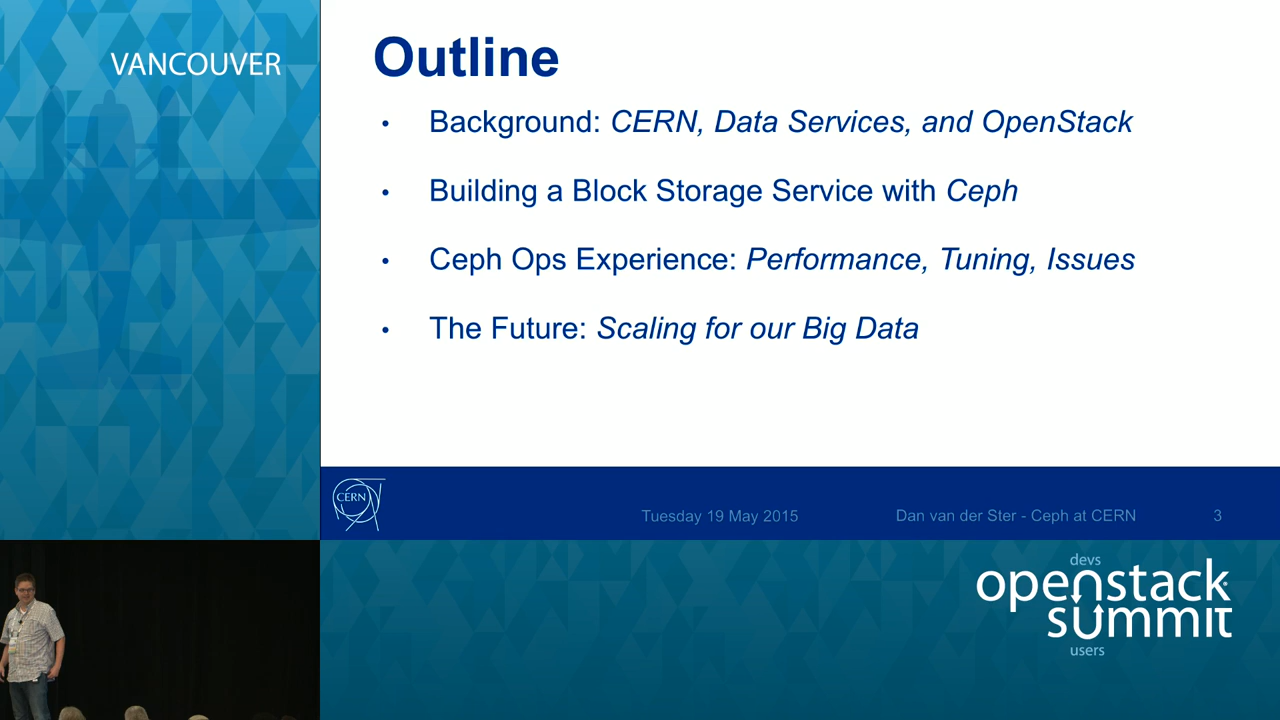 VANCOUVER
Outline
• Background: CERN, Data Services, and OpenStack
• Building a Block Storage Service with Ceph
• Ceph Ops Experience: Performance, Tuning, Issues
• The Future: Scaling for our Big Data
CERN
Tuesday 19 May 2015
Dan van der Ster - Ceph at CERN
3
devs
openstack
summit
users